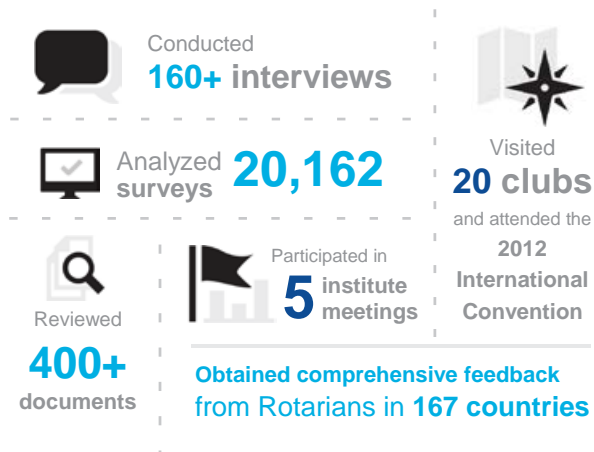 Conducted
160+ interviews
Analyzed
surveys 20,162
Visited
20 clubs
and attended the
2012
International
Convention
Reviewed
400+
documents
Participated in
5 institute
meetings
Obtained comprehensive feedback
from Rotarians in 167 countries